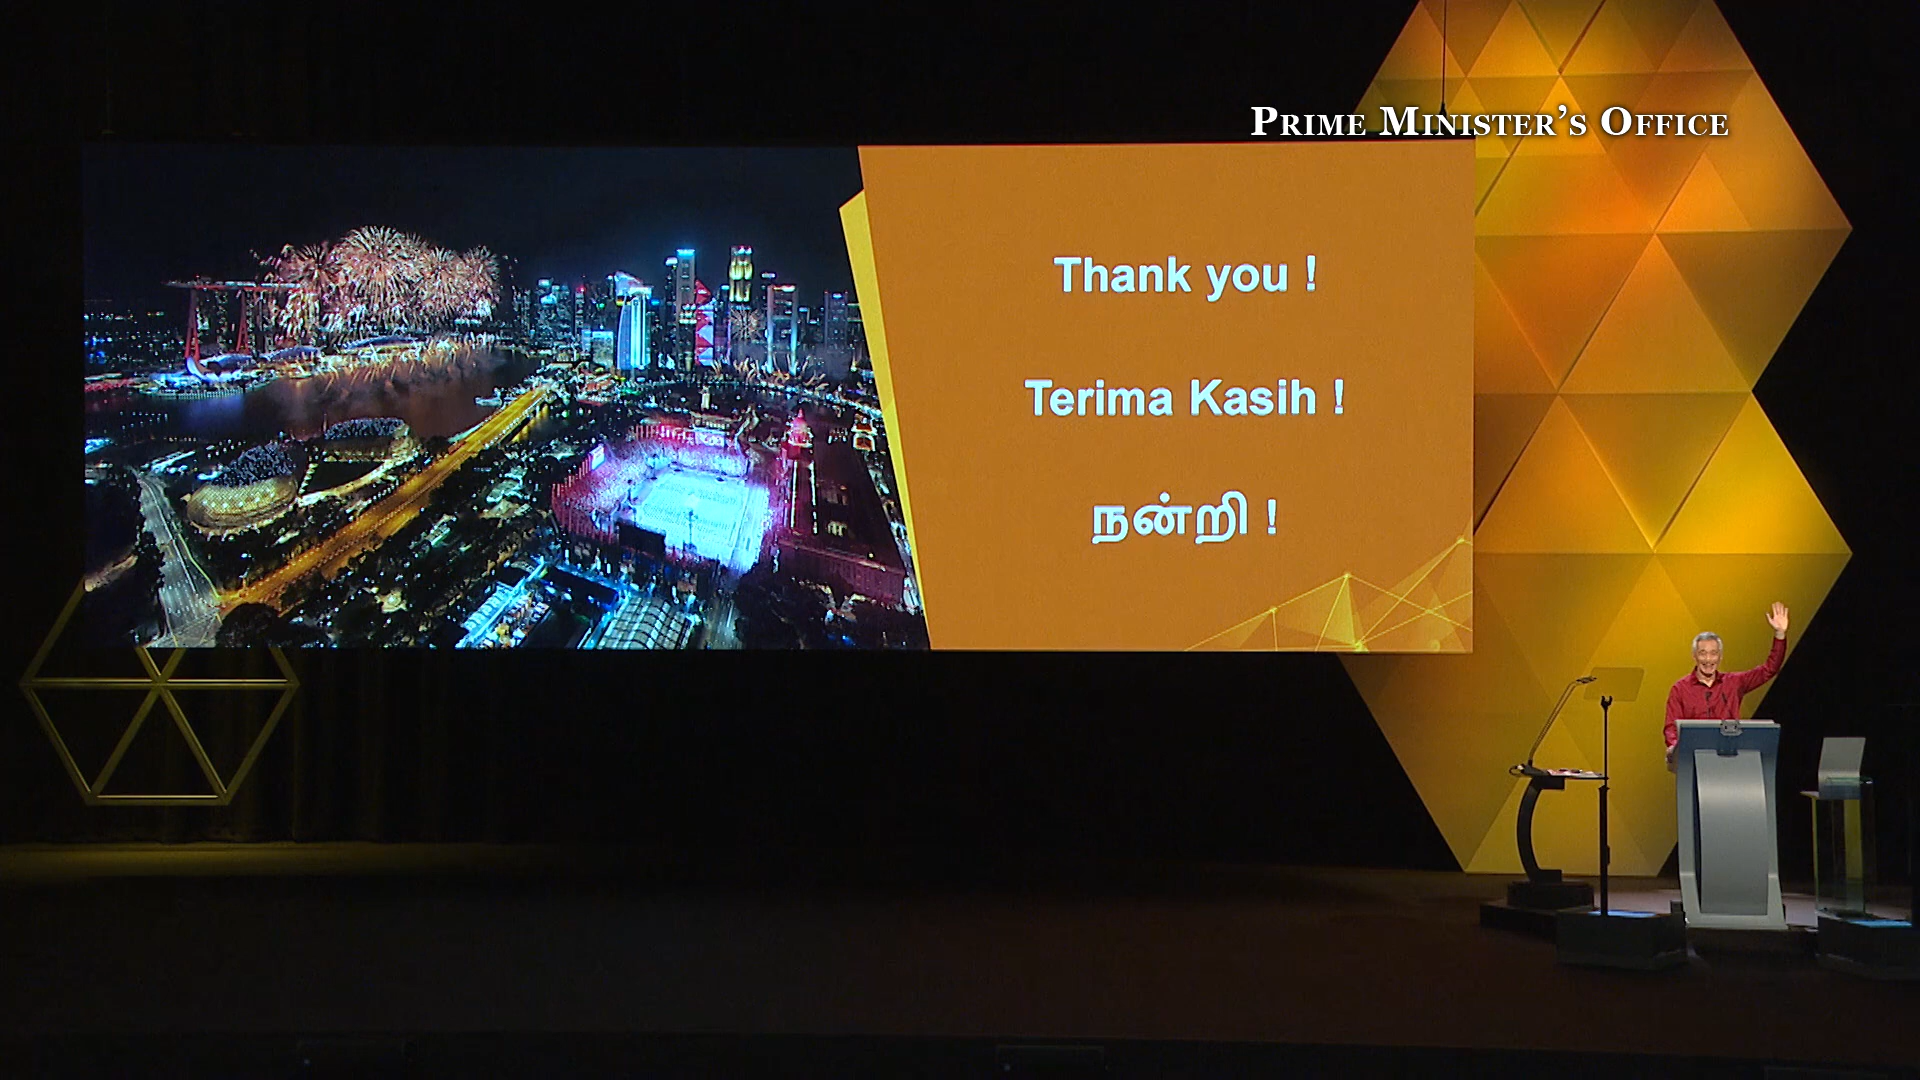 PRIME MINISTER'S OFFICE
Thank you !
Terima Kasih !
நன்றி !